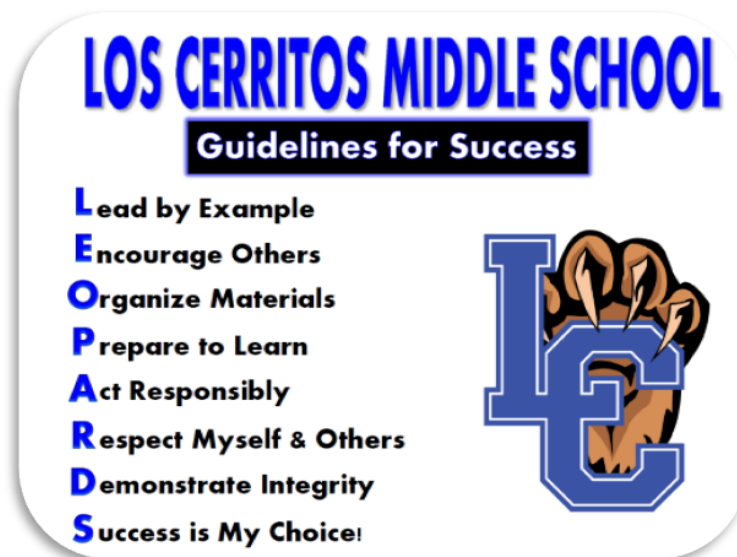 LOS CERRITOS MIDDLE SCHOOL
Guidelines for Success
Lead by Example
Encourage Others
Organize Materials
Prepare to Learn
Act Responsibly
Respect Myself & Others
Demonstrate Integrity
Success is My Choice!
LC